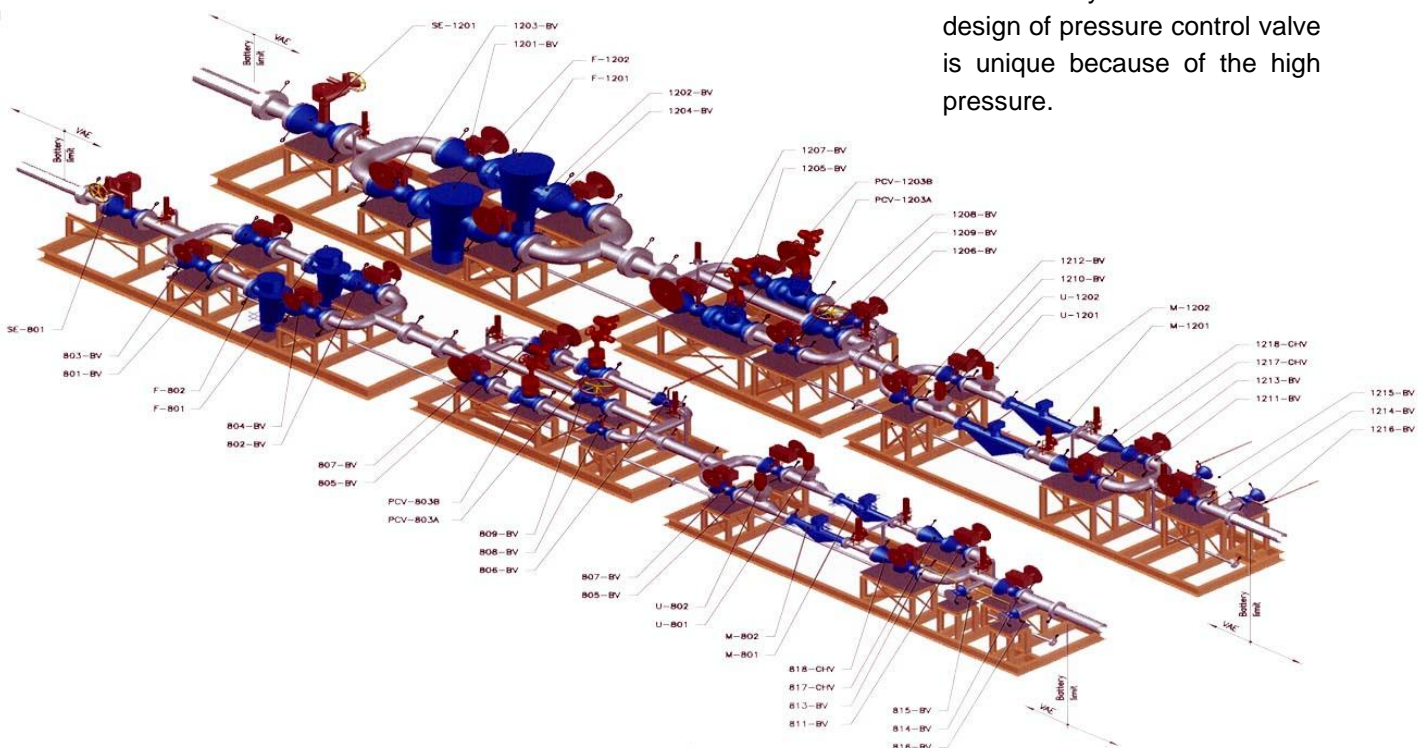 design of pressure control valve
is unique because of the high
pressure.
SE-1201
1203-BV
1201-BV
F-1202
F-1201
1202-BV
1204-BV
VAE
Battery
limit
VAE
Battery
limit
1207-BV
1205-BV
PCV-1203B
PCV-1203A
1208-BV
1209-BV
1206-BV
1212-BV
1210-BV
U-1202
U-1201
M-1202
M-1201
1218-CHV
1217-CHV
1213-BV
1211-BV
1215-BV
1214-BV
1216-BV
SE-801
803-BV
801-BV
F-802
F-801
804-BV
802-BV
807-BV
805-BV
PCV-803B
PCV-803A
809-BV
808-BV
806-BV
807-BV
805-BV
U-802
U-801
M-802
M-801
818-CHV
817-CHV
813-BV
811-BV
815-BV
814-BV
816-BV
Battery
limit
VAE
Battery
limit
VAE